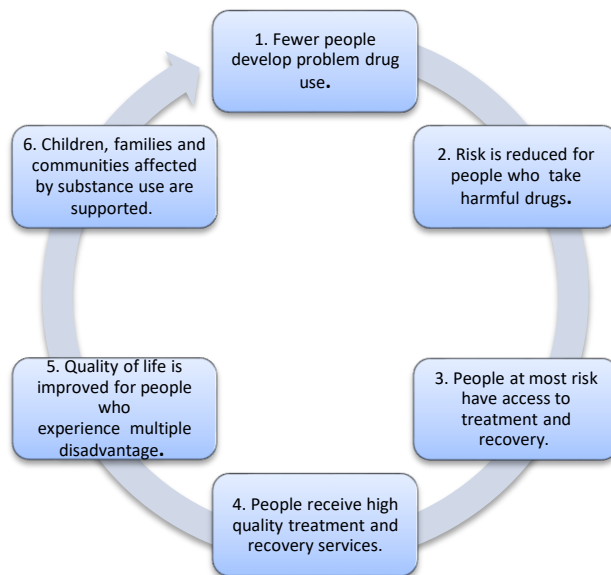 1. Fewer people
develop problem drug
use.
2. Risk is reduced for
people who take
harmful drugs.
3. People at most risk
have access to
treatment and
recovery.
4. People receive high
quality treatment and
recovery services.
5. Quality of life is
improved for people
who
experience multiple
disadvantage.
6. Children, families and
communities affected
by substance use are
supported.